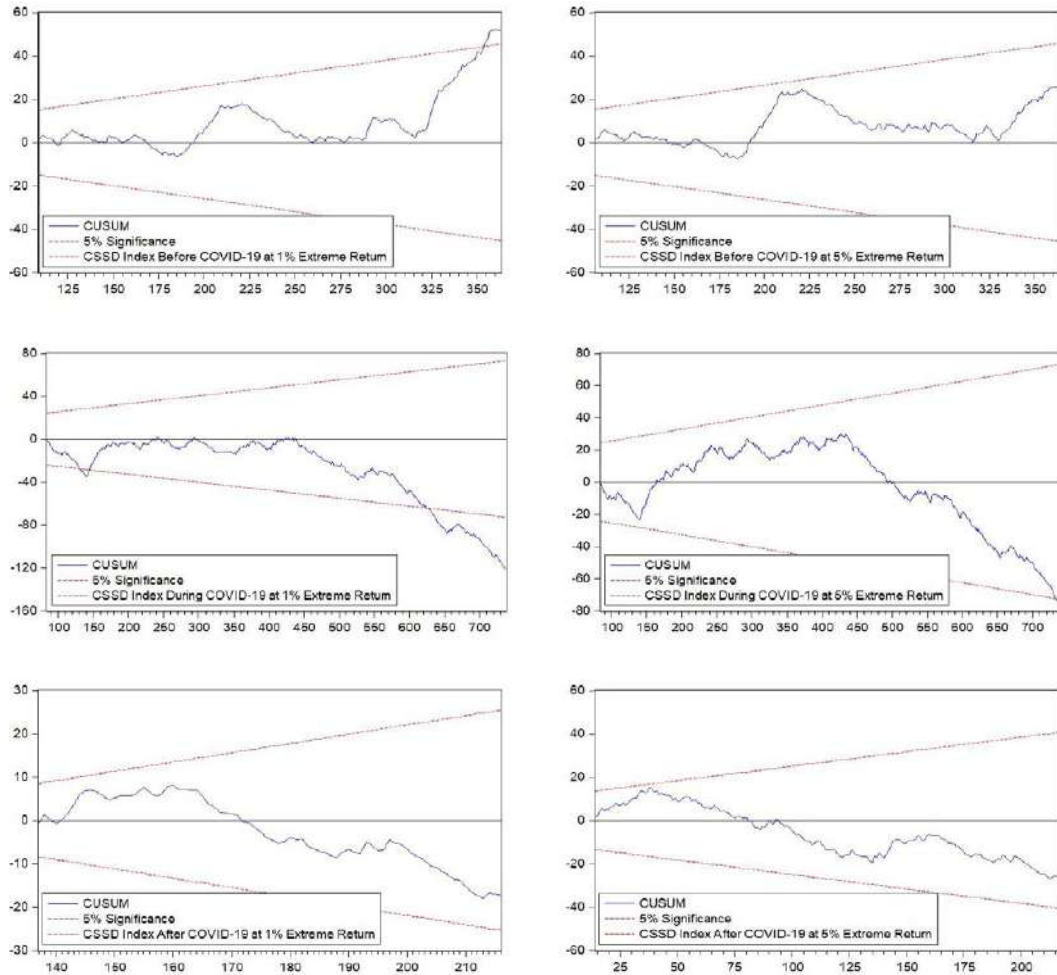 60
40
20
0
-20
-40
-60
CUSUM
5% Significance
CSSD Index Before COVID-19 at 1% Extreme Return
125 150 175 200 225 250 275 300 325 350
60
40
20
0
-20
-40
-60
CUSUM
5% Significance
CSSD Index Before COVID-19 at 5% Extreme Return
125 150 175 200 225 250 275 300 325 350
80
40
0
-40
-80
-120
-160
CUSUM
5% Significance
CSSD Index During COVID-19 at 1% Extreme Return
100 150 200 250 300 350 400 450 500 550 600 650 700
80
60
40
20
0
-20
-40
-60
-80
CUSUM
5% Significance
CSSD Index During COVID-19 at 5% Extreme Return
100 150 200 250 300 350 400 450 500 550 600 650 700
30
20
10
0
-10
-20
-30
CUSUM
5% Significance
CSSD Index After COVID-19 at 1% Extreme Return
140 150 160 170 180 190 200 210
60
40
20
0
-20
-40
-60
CUSUM
5% Significance
CSSD Index After COVID-19 at 5% Extreme Return
25 50 75 100 125 150 175 200